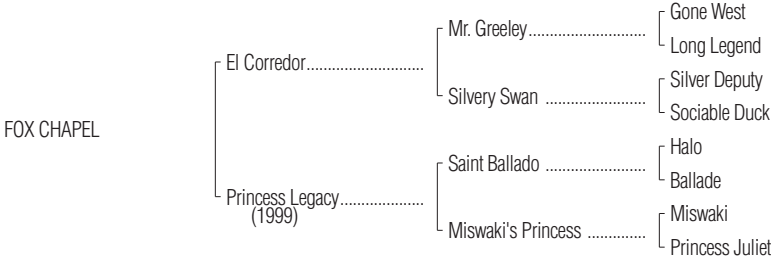 Gone West
Mr. Greeley............................
Long Legend
El Corredor............................
Silver Deputy
Silvery Swan ........................
Sociable Duck
FOX CHAPEL
Halo
Saint Ballado ........................
Ballade
Princess Legacy....................
(1999)
Miswaki
Miswaki's Princess ..............
Princess Juliet